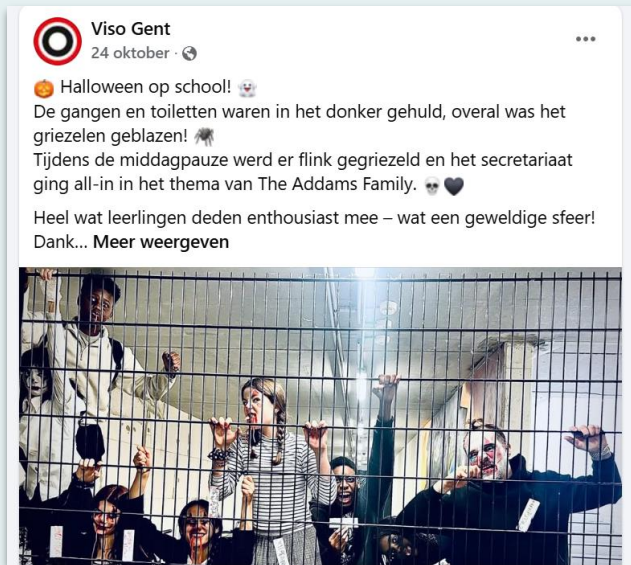 Viso Gent
24 oktober ·
🎃 Halloween op school! 👻
De gangen en toiletten waren in het donker gehuld, overal was het
griezelen geblazen! 🕷️
Tijdens de middagpauze werd er flink gegriezeld en het secretariaat
ging all-in in het thema van The Addams Family. 💀🖤
Heel wat leerlingen deden enthousiast mee – wat een geweldige sfeer!
Dank... Meer weergeven